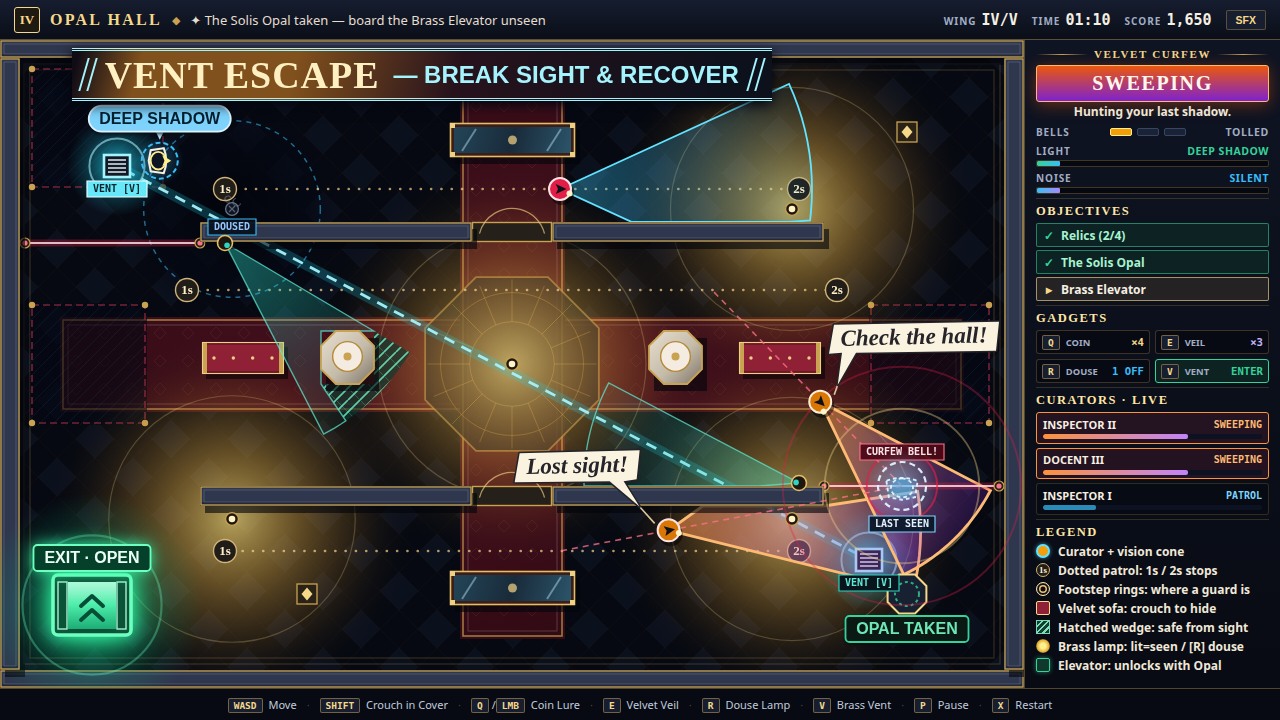 IV OPAL HALL ◆ ✦ The Solis Opal taken — board the Brass Elevator unseen WING IV/V TIME 01:10 SCORE 1,650 SFX
VENT ESCAPE — BREAK SIGHT & RECOVER
DEEP SHADOW
VENT [V]
1s
2s
DOUSED
1s
2s
Check the hall!
Lost sight!
CURFEW BELL!
LAST SEEN
1s
2s
VENT [V]
EXIT · OPEN
OPAL TAKEN
VELVET CURFEW
SWEEPING
Hunting your last shadow.
BELLS TOLLED
LIGHT DEEP SHADOW
NOISE SILENT
OBJECTIVES
✓ Relics (2/4)
✓ The Solis Opal
▸ Brass Elevator
GADGETS
Q COIN ×4 E VEIL ×3
R DOUSE 1 OFF V VENT ENTER
CURATORS · LIVE
INSPECTOR II SWEEPING
DOCENT III SWEEPING
INSPECTOR I PATROL
LEGEND
Curator + vision cone
1s Dotted patrol: 1s / 2s stops
Footstep rings: where a guard is
Velvet sofa: crouch to hide
Hatched wedge: safe from sight
Brass lamp: lit=seen / [R] douse
Elevator: unlocks with Opal
WASD Move · SHIFT Crouch in Cover · Q / LMB Coin Lure · E Velvet Veil · R Douse Lamp · V Brass Vent · P Pause · X Restart